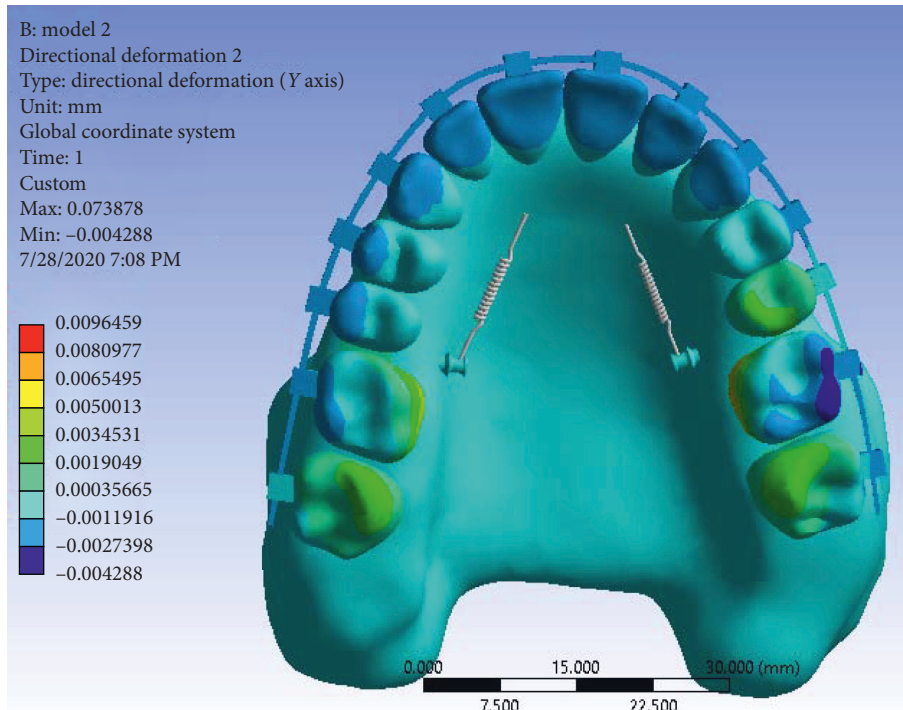 B: model 2
Directional deformation 2
Type: directional deformation (Y axis)
Unit: mm
Global coordinate system
Time: 1
Custom
Max: 0.073878
Min: –0.004288
7/28/2020 7:08 PM
0.0096459
0.0080977
0.0065495
0.0050013
0.0034531
0.0019049
0.00035665
–0.0011916
–0.0027398
–0.004288
0.000 15.000 30.000 (mm)
7.500 22.500